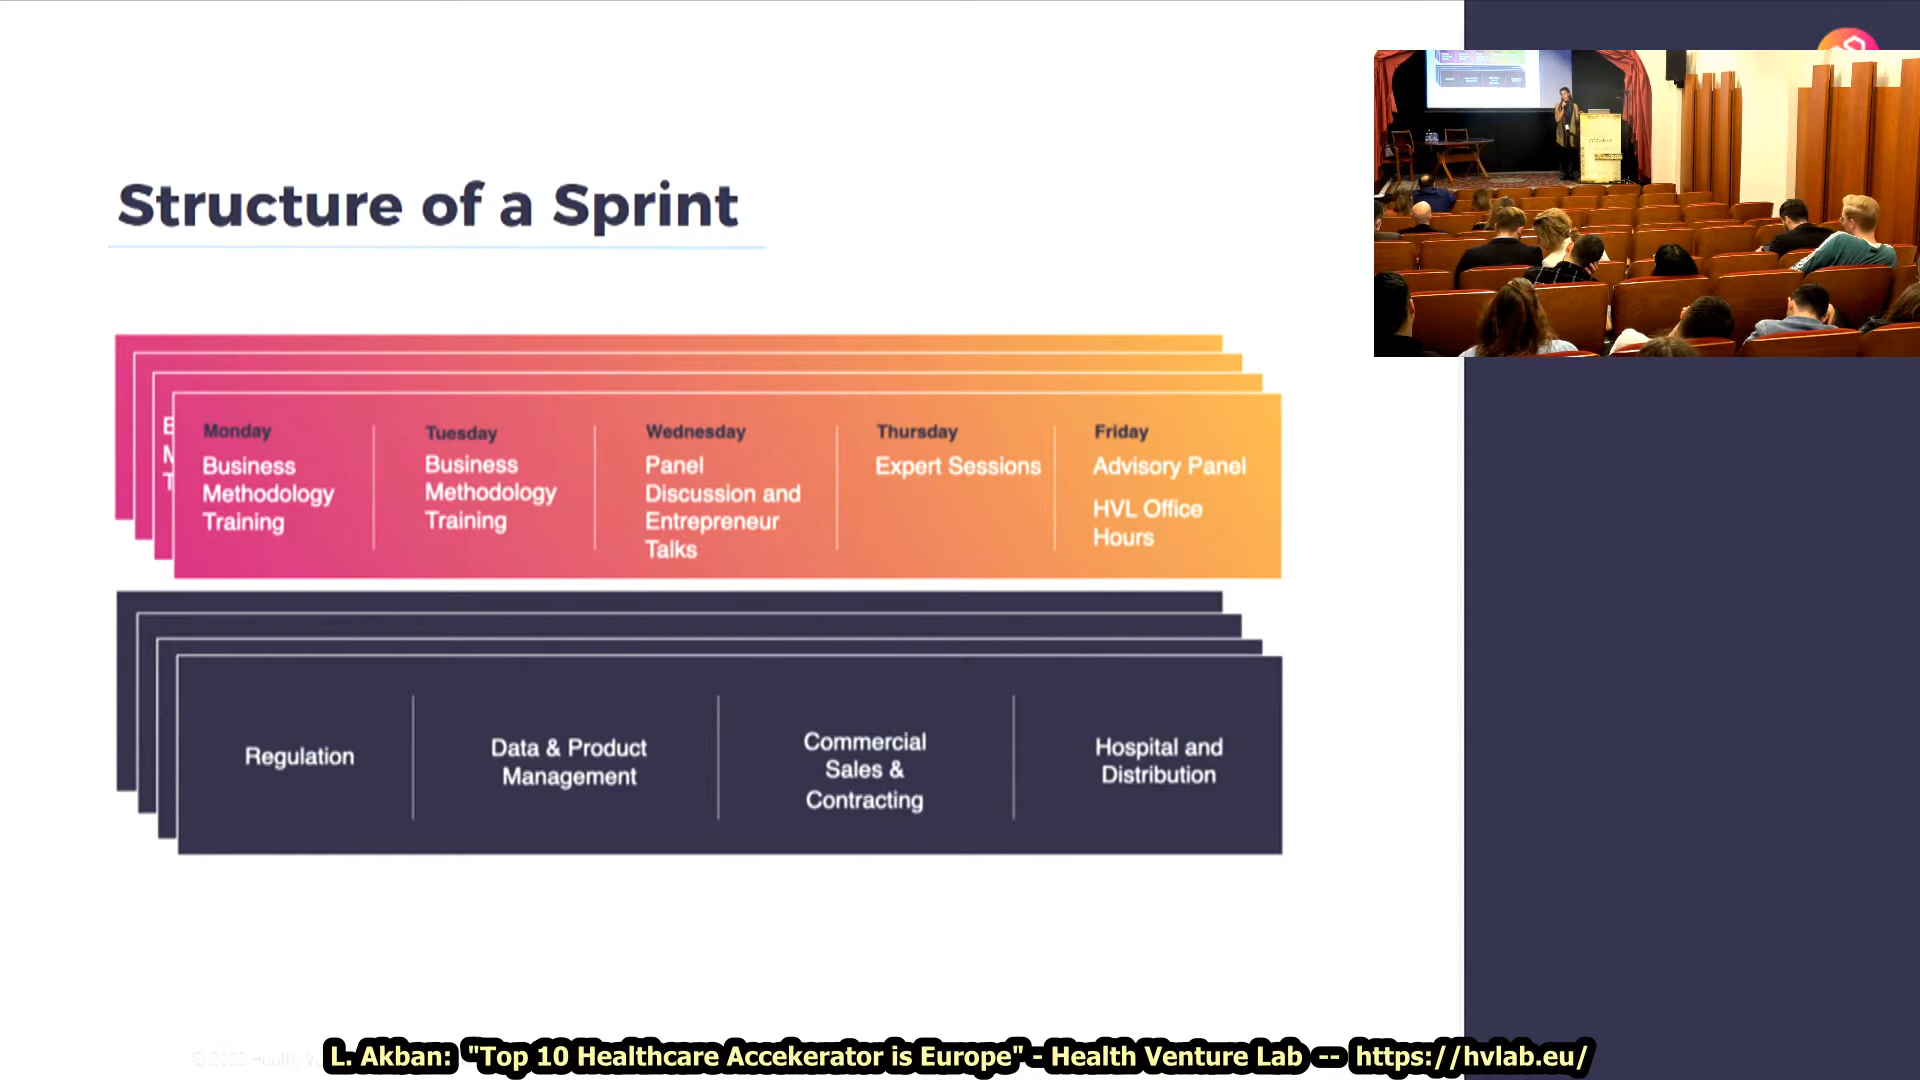 Structure of a Sprint
Monday
Business
Methodology
Training
Tuesday
Business
Methodology
Training
Wednesday
Panel
Discussion and
Entrepreneur
Talks
Thursday
Expert Sessions
Friday
Advisory Panel
HVL Office
Hours
Regulation
Data & Product
Management
Commercial
Sales &
Contracting
Hospital and
Distribution
L. Akban: "Top 10 Healthcare Accekerator is Europe" - Health Venture Lab -- https://hvlab.eu/